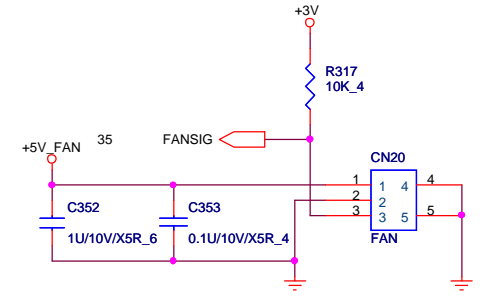 +3V
R317
10K_4
35 FANSIG
+5V_FAN
CN20
1 1 4 4
2 2
3 3 5 5
FAN
C352
1U/10V/X5R_6
C353
0.1U/10V/X5R_4